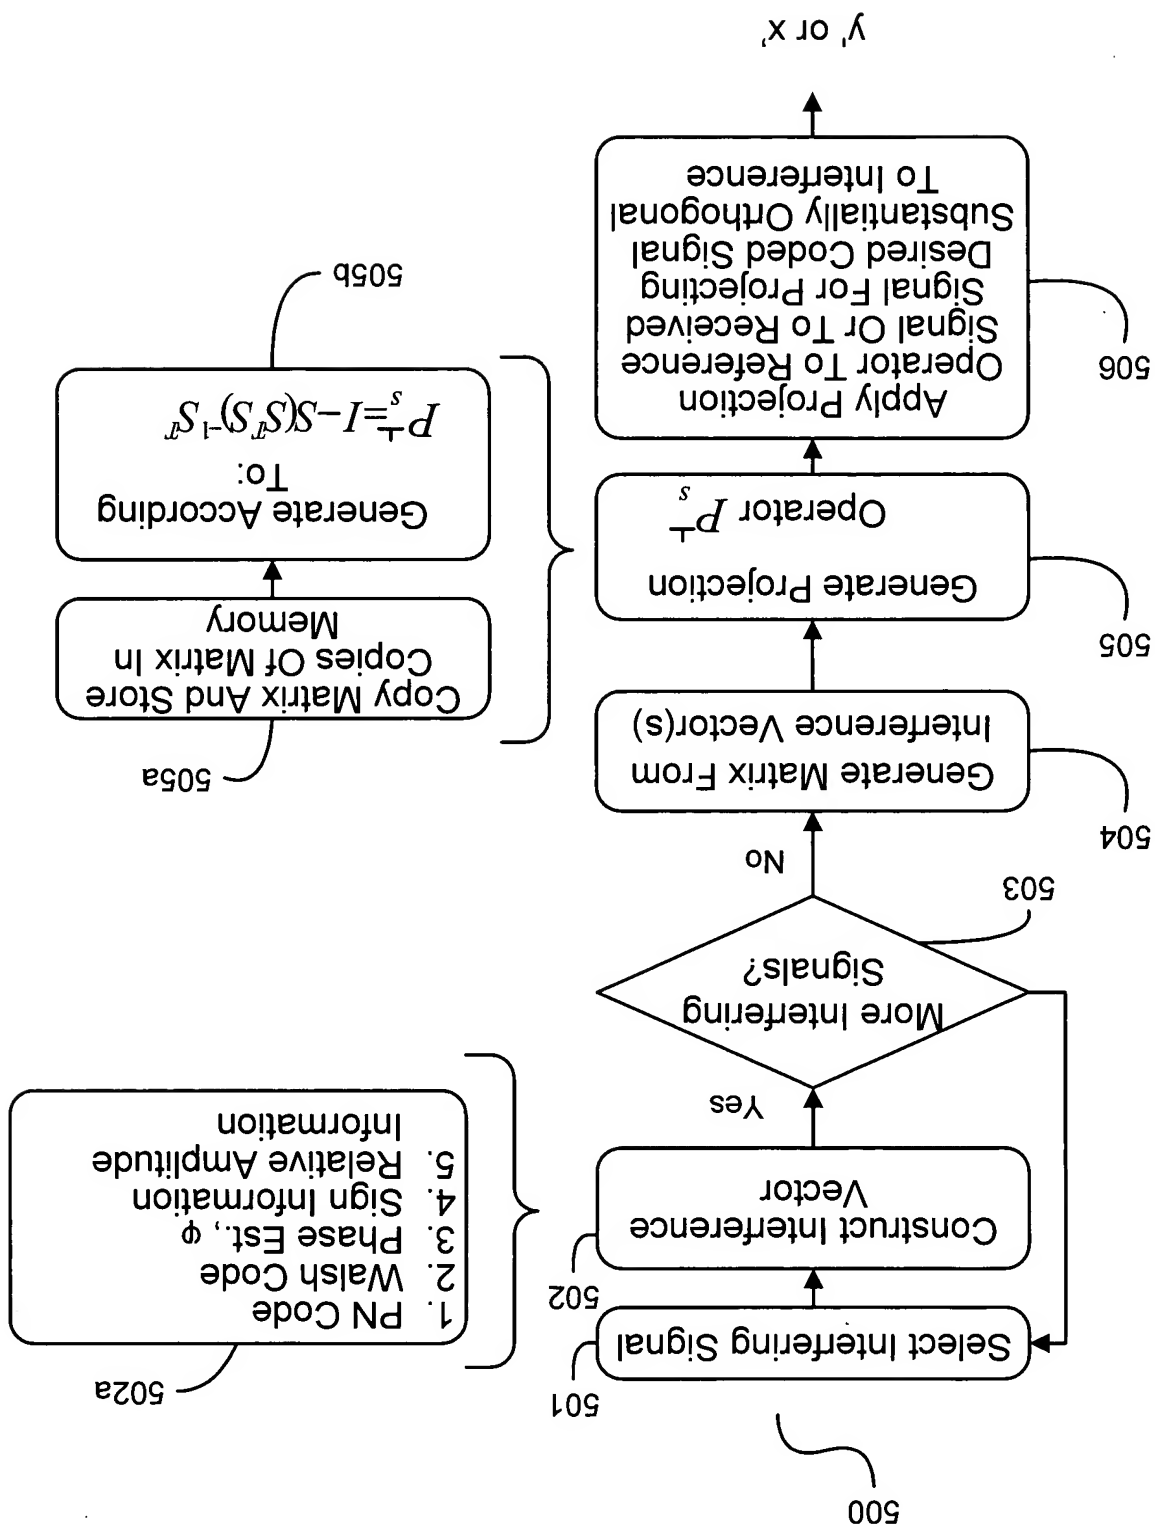 500
501
Select Interfering Signal
502
Construct Interference
Vector
502a
1. PN Code
2. Walsh Code
3. Phase Est., φ
4. Sign Information
5. Relative Amplitude
Information
Yes
More Interfering
Signals?
503
No
504
Generate Matrix From
Interference Vector(s)
505
Generate Projection
Operator P_s^⊥
505a
Copy Matrix And Store
Copies Of Matrix In
Memory
Generate According
To:
P_s^⊥=I-S(S^T S)^-1 S^T
505b
506
Apply Projection
Operator To Reference
Signal Or To Received
Signal For Projecting
Desired Coded Signal
Substantially Orthogonal
To Interference
y' or x'